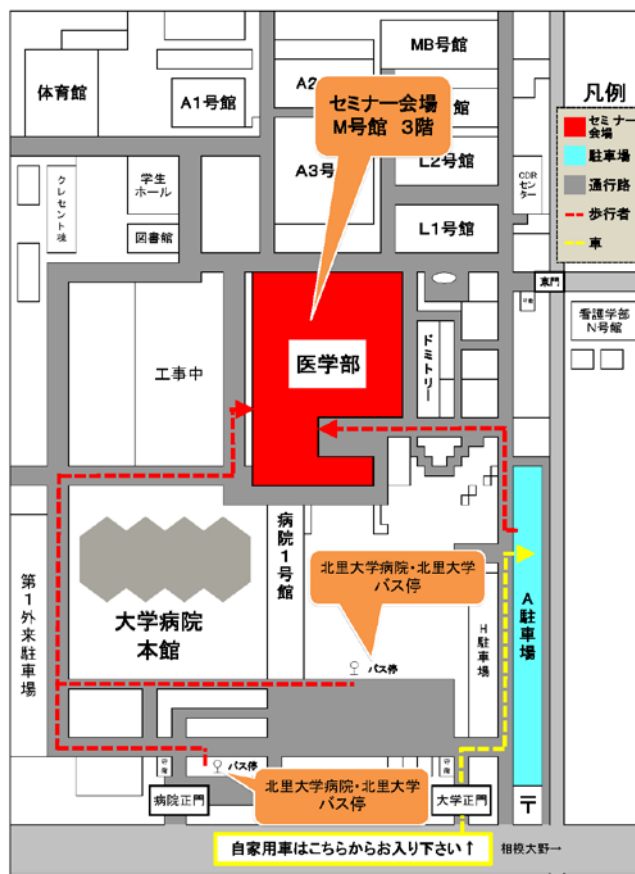 MB号館
体育館
A1号館
A2
セミナー会場
M号館 3階
号館
凡例
セミナー
会場
駐車場
通行路
歩行者
車
クレセント棟
学生
ホール
図書館
A3号
L2号館
CDR
センター
L1号館
東門
看護学部
N号館
工事中
医学部
ドミトリー
第1外来駐車場
大学病院
本館
病院1号館
北里大学病院・北里大学
バス停
バス停
H駐車場
A駐車場
バス停
北里大学病院・北里大学
バス停
病院正門
大学正門
〒
自家用車はこちらからお入り下さい↑
相模大野→